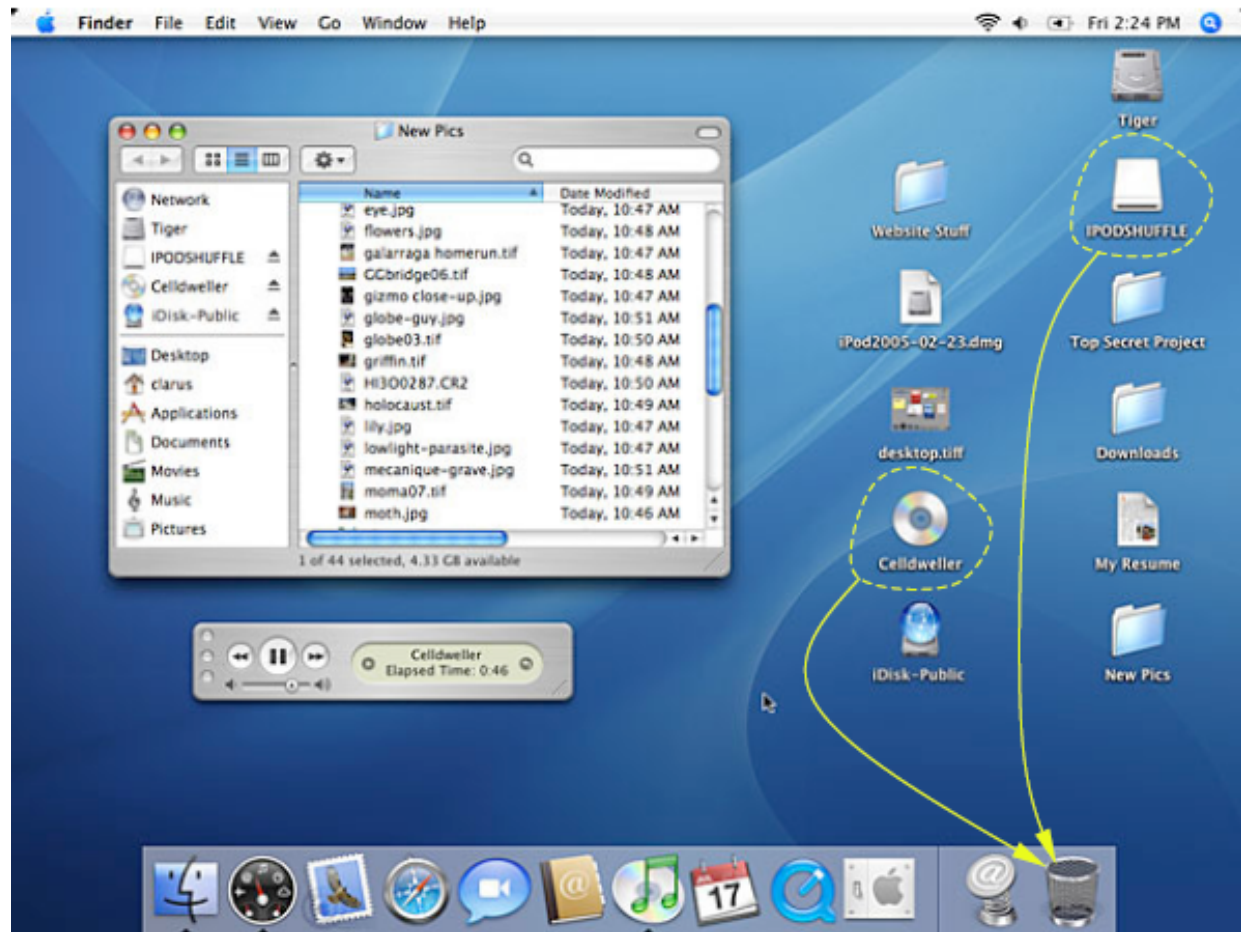 Finder File Edit View Go Window Help Fri 2:24 PM
New Pics
Name Date Modified
Network
Tiger
IPODSHUFFLE
Celldweller
iDisk-Public
Desktop
clarus
Applications
Documents
Movies
Music
Pictures
eye.jpg Today, 10:47 AM
flowers.jpg Today, 10:48 AM
galarraga homerun.tif Today, 10:47 AM
GGbridge06.tif Today, 10:48 AM
gizmo close-up.jpg Today, 10:47 AM
globe-guy.jpg Today, 10:51 AM
globe03.tif Today, 10:50 AM
griffin.tif Today, 10:48 AM
HI3O0287.CR2 Today, 10:50 AM
holocaust.tif Today, 10:49 AM
lily.jpg Today, 10:47 AM
lowlight-parasite.jpg Today, 10:47 AM
mecanique-grave.jpg Today, 10:51 AM
moma07.tif Today, 10:49 AM
moth.jpg Today, 10:46 AM
1 of 44 selected, 4.33 GB available
Celldweller
Elapsed Time: 0:46
Tiger
Website Stuff
IPODSHUFFLE
iPod2005-02-23.dmg
Top Secret Project
desktop.tiff
Downloads
Celldweller
My Resume
iDisk-Public
New Pics
17